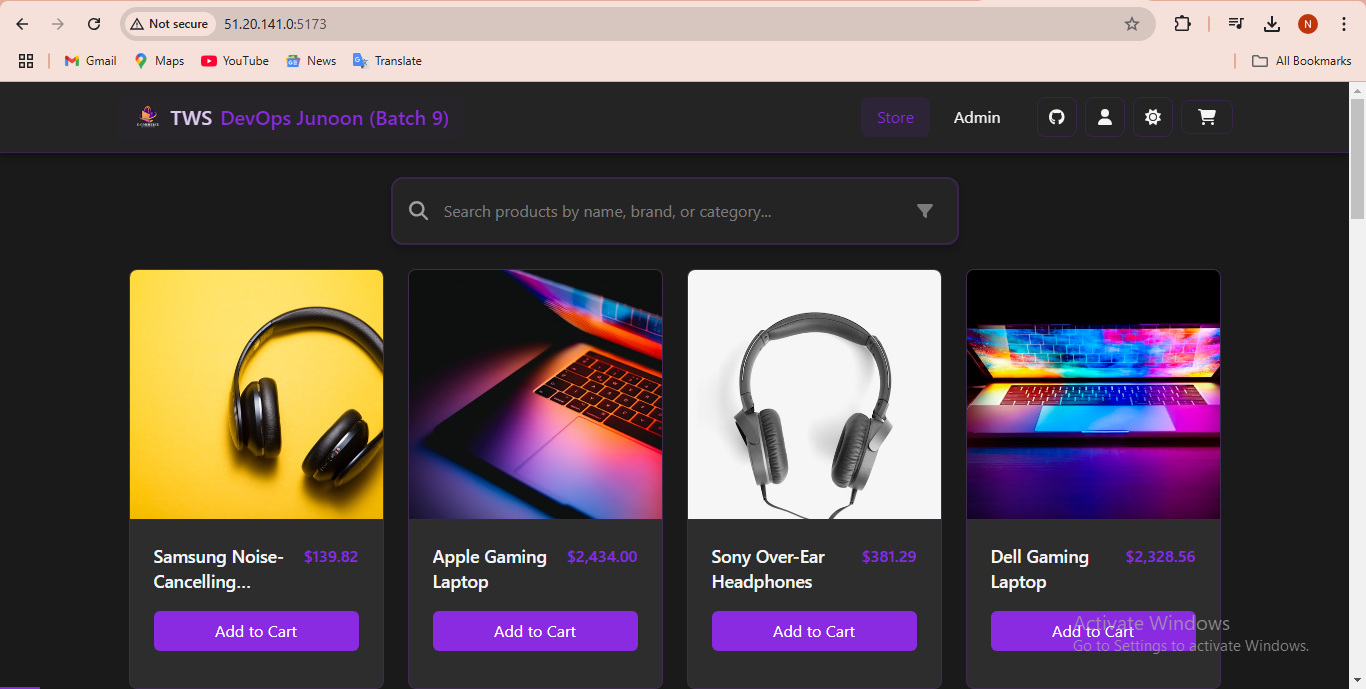 Not secure 51.20.141.0:5173
N
Gmail Maps YouTube News Translate All Bookmarks
TWS DevOps Junoon (Batch 9) Store Admin
Search products by name, brand, or category...
Samsung Noise-Cancelling... $139.82
Add to Cart
Apple Gaming Laptop $2,434.00
Add to Cart
Sony Over-Ear Headphones $381.29
Add to Cart
Dell Gaming Laptop $2,328.56
Add to Cart
Activate Windows
Go to Settings to activate Windows.